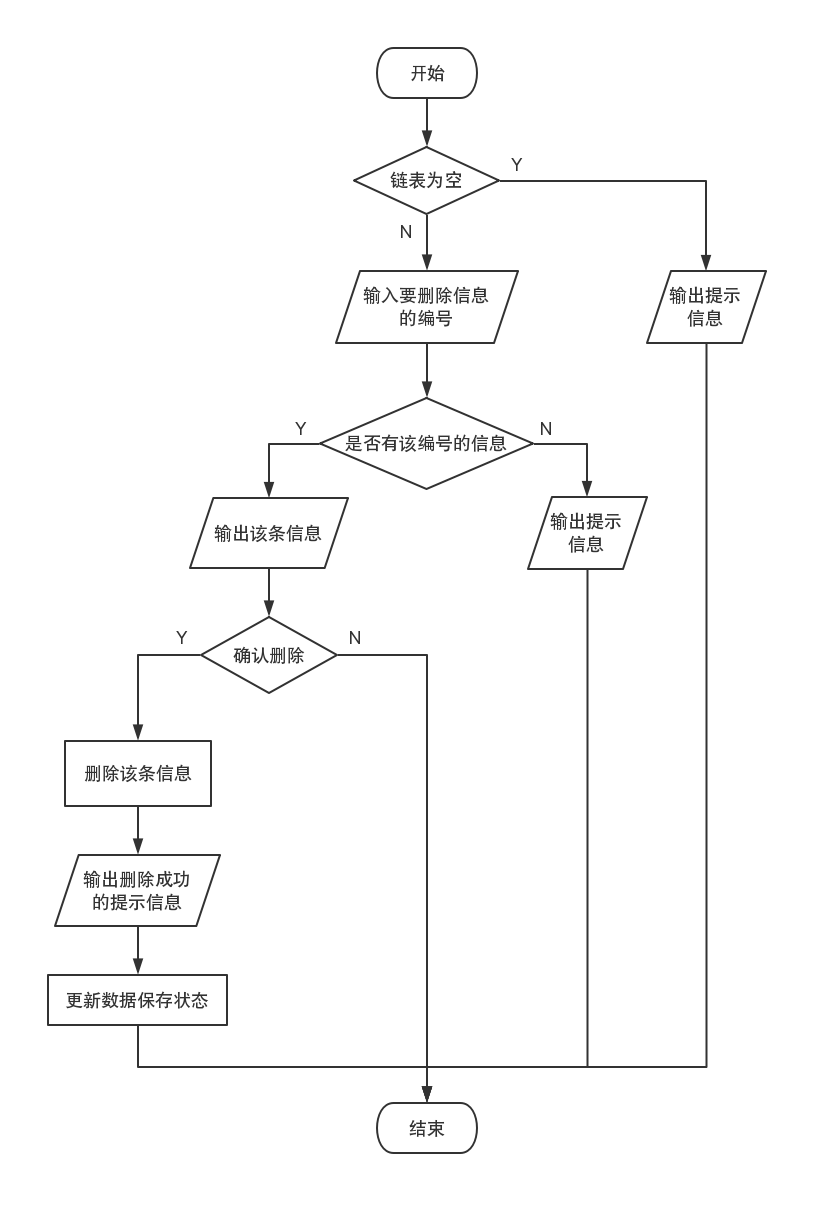 开始
链表为空
Y
N
输入要删除信息
的编号
输出提示
信息
是否有该编号的信息
Y
N
输出该条信息
输出提示
信息
确认删除
Y
N
删除该条信息
输出删除成功
的提示信息
更新数据保存状态
结束